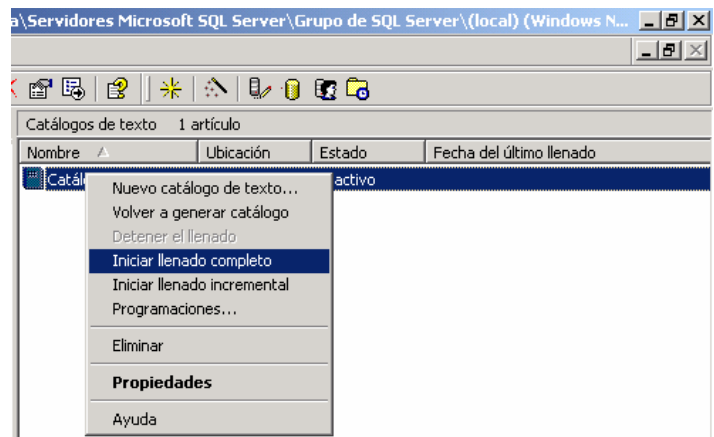 a\Servidores Microsoft SQL Server\Grupo de SQL Server\(local) (Windows N...
Catálogos de texto 1 artículo
Nombre Ubicación Estado Fecha del último llenado
Nuevo catálogo de texto...
Volver a generar catálogo
Detener el llenado
Iniciar llenado completo
Iniciar llenado incremental
Programaciones...
Eliminar
Propiedades
Ayuda